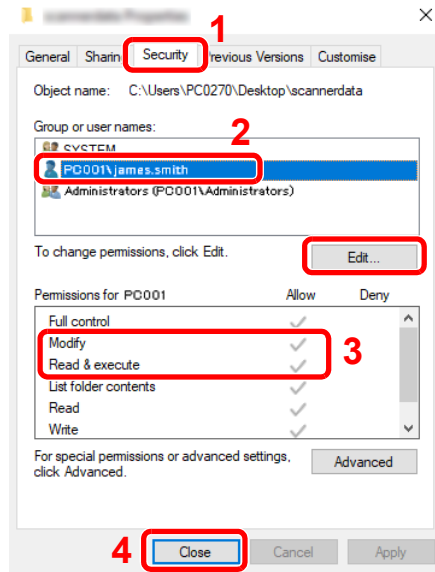 Properties
1
General Sharin Security Previous Versions Customise
Object name: C:\Users\PC0270\Desktop\scannerdata
Group or user names:
2
SYSTEM
PC001\james.smith
Administrators (PC001\Administrators)
To change permissions, click Edit.
Edit...
Permissions for PC001 Allow Deny
Full control
Modify
3
Read & execute
List folder contents
Read
Write
For special permissions or advanced settings,
click Advanced.
Advanced
4
Close Cancel Apply